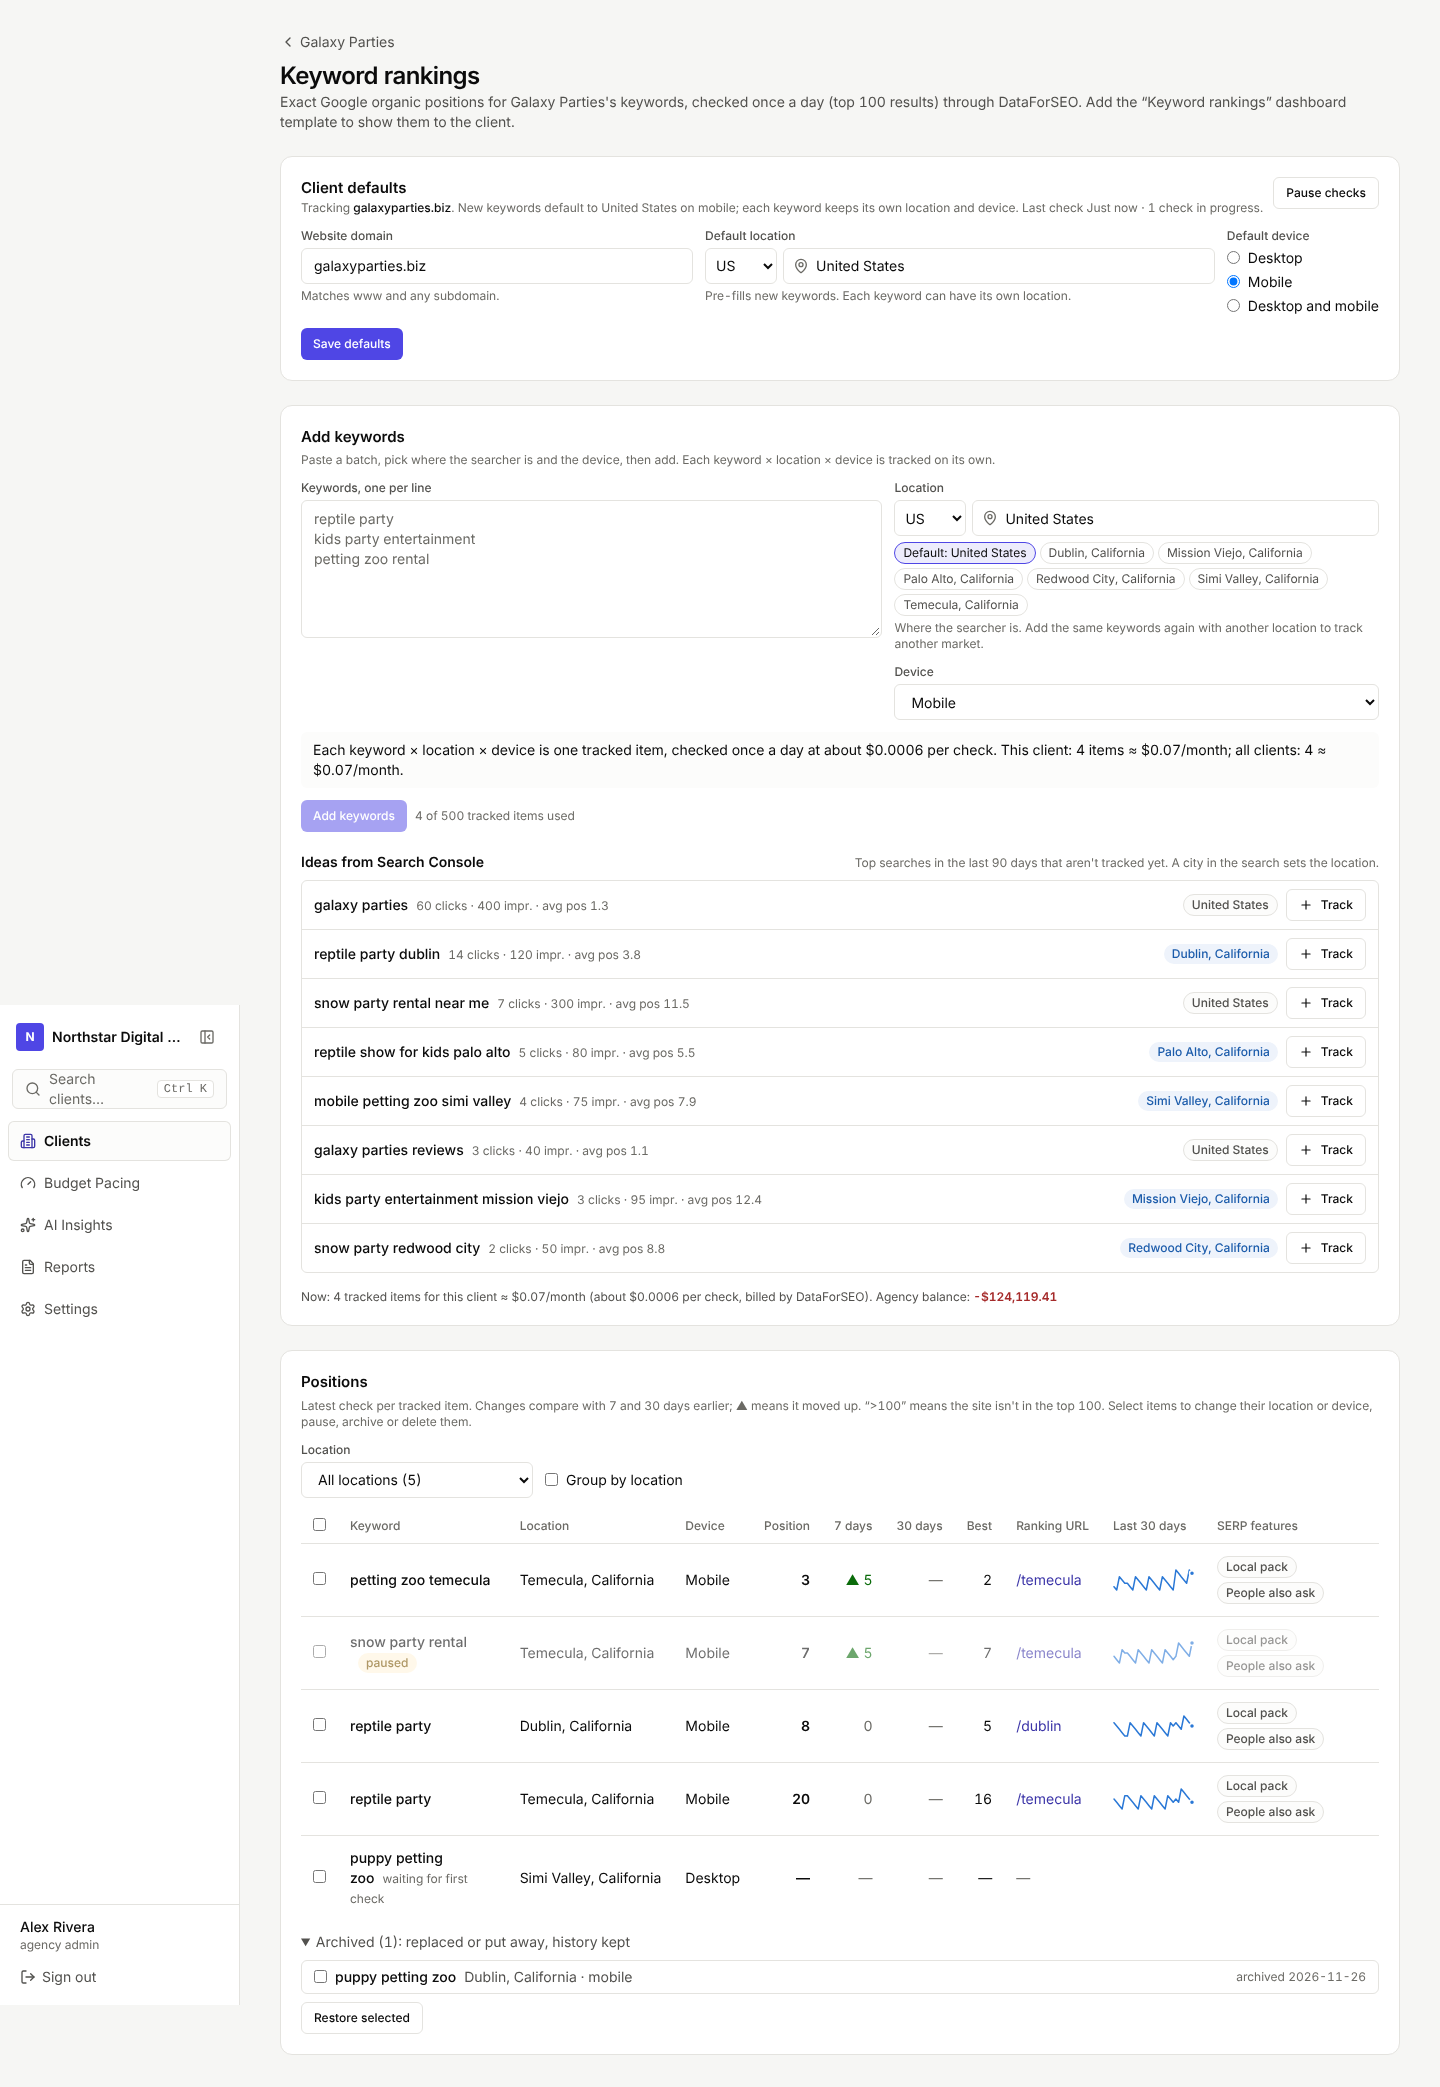 Galaxy Parties
Keyword rankings
Exact Google organic positions for Galaxy Parties's keywords, checked once a day (top 100 results) through DataForSEO. Add the “Keyword rankings” dashboard
template to show them to the client.
Client defaults
Pause checks
Tracking galaxyparties.biz. New keywords default to United States on mobile; each keyword keeps its own location and device. Last check Just now · 1 check in progress.
Website domain
Default location
Default device
galaxyparties.biz
US
United States
Desktop
Mobile
Desktop and mobile
Matches www and any subdomain.
Pre-fills new keywords. Each keyword can have its own location.
Save defaults
Add keywords
Paste a batch, pick where the searcher is and the device, then add. Each keyword × location × device is tracked on its own.
Keywords, one per line
reptile party
kids party entertainment
petting zoo rental
Location
US
United States
Default: United States
Dublin, California
Mission Viejo, California
Palo Alto, California
Redwood City, California
Simi Valley, California
Temecula, California
Where the searcher is. Add the same keywords again with another location to track
another market.
Device
Mobile
Each keyword × location × device is one tracked item, checked once a day at about $0.0006 per check. This client: 4 items ≈ $0.07/month; all clients: 4 ≈
$0.07/month.
Add keywords
4 of 500 tracked items used
Ideas from Search Console
Top searches in the last 90 days that aren't tracked yet. A city in the search sets the location.
galaxy parties 60 clicks · 400 impr. · avg pos 1.3 United States + Track
reptile party dublin 14 clicks · 120 impr. · avg pos 3.8 Dublin, California + Track
snow party rental near me 7 clicks · 300 impr. · avg pos 11.5 United States + Track
reptile show for kids palo alto 5 clicks · 80 impr. · avg pos 5.5 Palo Alto, California + Track
mobile petting zoo simi valley 4 clicks · 75 impr. · avg pos 7.9 Simi Valley, California + Track
galaxy parties reviews 3 clicks · 40 impr. · avg pos 1.1 United States + Track
kids party entertainment mission viejo 3 clicks · 95 impr. · avg pos 12.4 Mission Viejo, California + Track
snow party redwood city 2 clicks · 50 impr. · avg pos 8.8 Redwood City, California + Track
Now: 4 tracked items for this client ≈ $0.07/month (about $0.0006 per check, billed by DataForSEO). Agency balance: -$124,119.41
N Northstar Digital ...
Search
clients...
Ctrl K
Clients
Budget Pacing
AI Insights
Reports
Settings
Alex Rivera
agency admin
Sign out
Positions
Latest check per tracked item. Changes compare with 7 and 30 days earlier; ▲ means it moved up. “>100” means the site isn't in the top 100. Select items to change their location or device,
pause, archive or delete them.
Location
All locations (5)
Group by location
Keyword Location Device Position 7 days 30 days Best Ranking URL Last 30 days SERP features
petting zoo temecula Temecula, California Mobile 3 ▲ 5 — 2 /temecula Local pack
People also ask
snow party rental
paused
Temecula, California Mobile 7 ▲ 5 — 7 /temecula Local pack
People also ask
reptile party Dublin, California Mobile 8 0 — 5 /dublin Local pack
People also ask
reptile party Temecula, California Mobile 20 0 — 16 /temecula Local pack
People also ask
puppy petting
zoo waiting for first
check
Simi Valley, California Desktop — — — — —
▼ Archived (1): replaced or put away, history kept
puppy petting zoo Dublin, California · mobile archived 2026-11-26
Restore selected